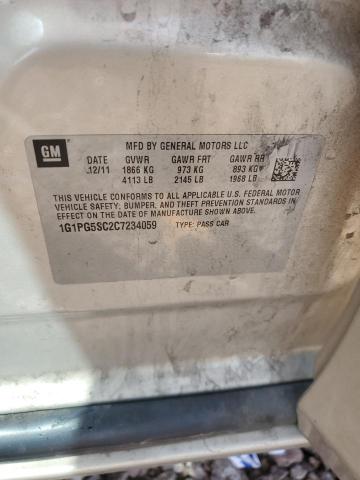 GM
MFD BY GENERAL MOTORS LLC
DATE GVWR GAWR FRT GAWR RR
12/11 1866 KG 973 KG 893 KG
4113 LB 2145 LB 1968 LB
THIS VEHICLE CONFORMS TO ALL APPLICABLE U.S. FEDERAL MOTOR
VEHICLE SAFETY, BUMPER, AND THEFT PREVENTION STANDARDS IN
EFFECT ON THE DATE OF MANUFACTURE SHOWN ABOVE.
1G1PG5SC2C7234059 TYPE: PASS CAR